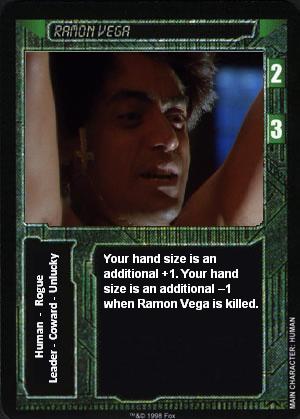 RAMON VEGA
2
3
Human - Rogue
Leader - Coward - Unlucky
Your hand size is an
additional +1. Your hand
size is an additional –1
when Ramon Vega is killed.
MAIN CHARACTER: HUMAN
™&© 1998 Fox